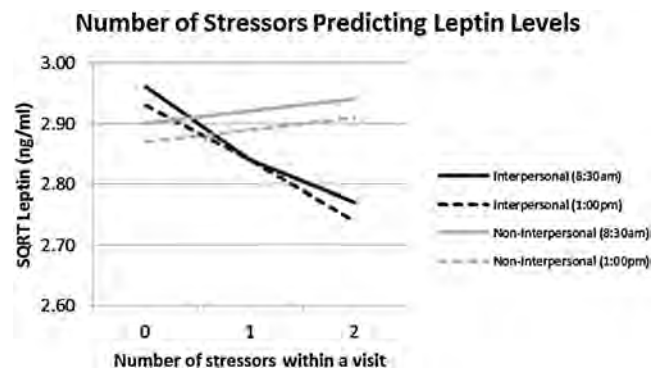 Number of Stressors Predicting Leptin Levels
3.00
2.90
2.80
2.70
2.60
SQRT Leptin (ng/ml)
0 1 2
Number of stressors within a visit
Interpersonal (8:30am)
Interpersonal (1:00pm)
Non-Interpersonal (8:30am)
Non-Interpersonal (1:00pm)